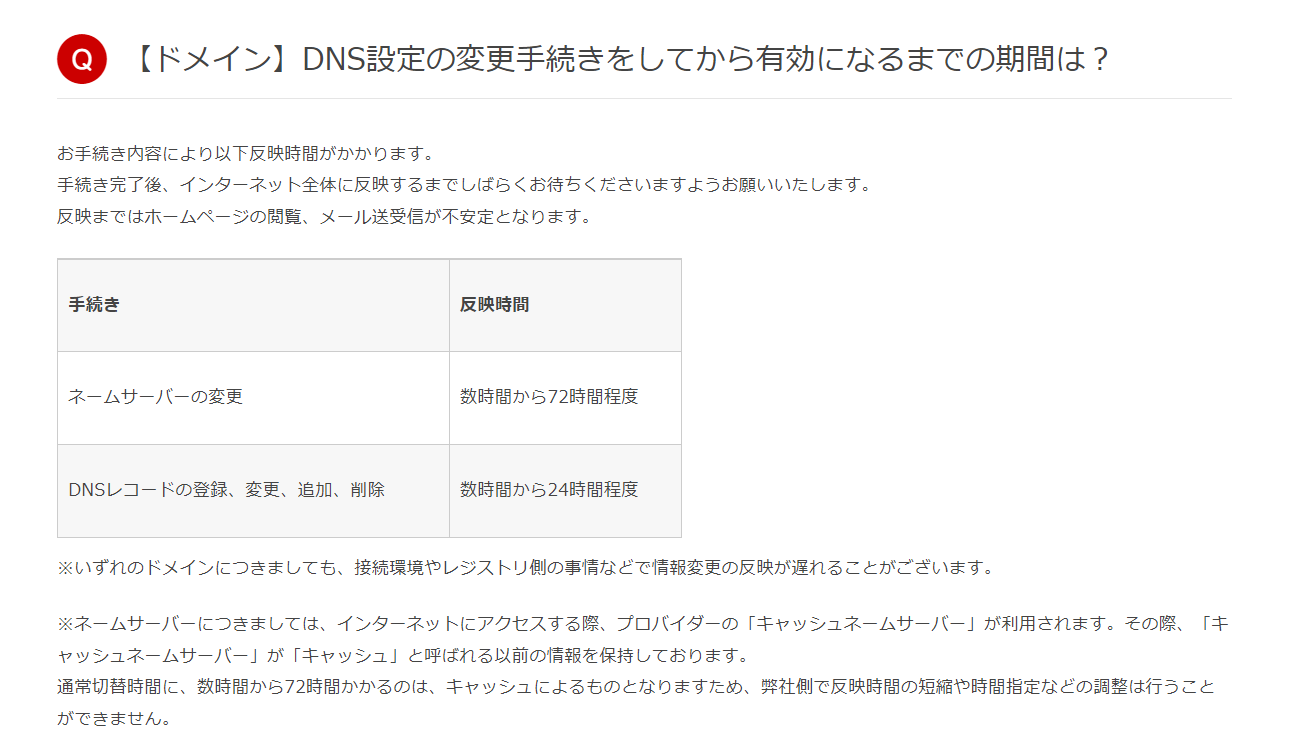 Q 【ドメイン】DNS設定の変更手続きをしてから有効になるまでの期間は？
お手続き内容により以下反映時間がかかります。
手続き完了後、インターネット全体に反映するまでしばらくお待ちくださいますようお願いいたします。
反映まではホームページの閲覧、メール送受信が不安定となります。
手続き 反映時間
ネームサーバーの変更 数時間から72時間程度
DNSレコードの登録、変更、追加、削除 数時間から24時間程度
※いずれのドメインにつきましても、接続環境やレジストリ側の事情などで情報変更の反映が遅れることがございます。
※ネームサーバーにつきましては、インターネットにアクセスする際、プロバイダーの「キャッシュネームサーバー」が利用されます。その際、「キ
ャッシュネームサーバー」が「キャッシュ」と呼ばれる以前の情報を保持しております。
通常切替時間に、数時間から72時間かかるのは、キャッシュによるものとなりますため、弊社側で反映時間の短縮や時間指定などの調整は行うこと
ができません。